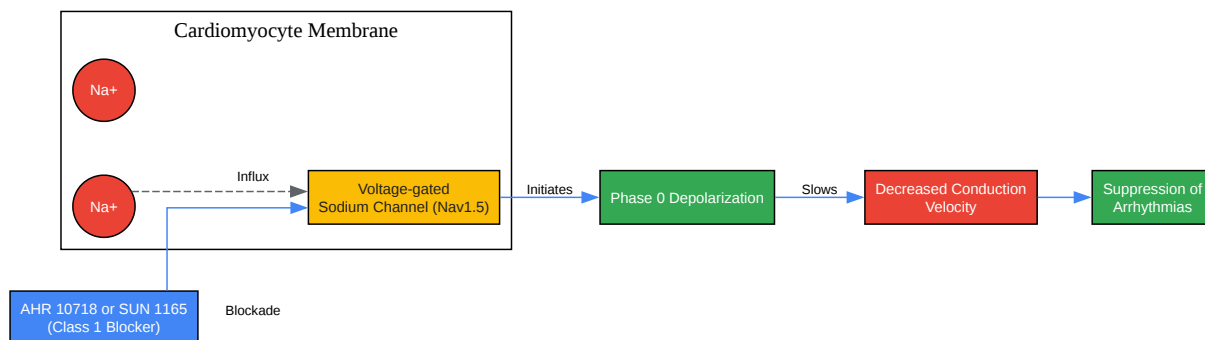 Cardiomyocyte Membrane
Na+
Na+
Influx
Voltage-gated
Sodium Channel (Nav1.5)
Initiates
Phase 0 Depolarization
Slows
Decreased Conduction
Velocity
Suppression of
Arrhythmias
AHR 10718 or SUN 1165
(Class 1 Blocker)
Blockade